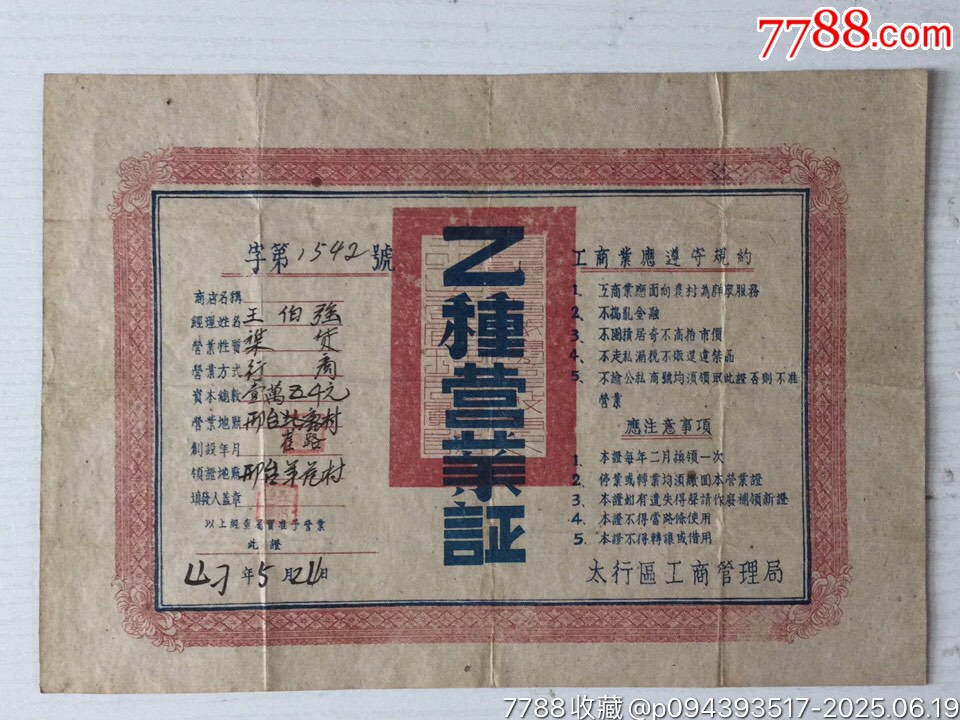 7788.com
字第1542號
商店名稱
經理姓名 王伯強
營業性質 柒货
營業方式 行商
資本總數 壹萬五仟元
營業地點 邢台 村
路
創設年月
領證地點 邢台 村
填發人蓋章
以上經查屬實准予營業
此證
年5月 日
乙種营業証
工商業應遵守規約
1、工商業應面向農村為群眾服務
2、不搗亂金融
3、不囤積居奇不高抬市價
4、不走私漏稅不販運違禁品
5、不論公私商號均須領取此證否則不准
營業
應注意事項
1、本證每年二月換領一次
2、停業或轉業均須繳回本營業證
3、本證如有遺失得聲請作廢補領新證
4、本證不得當路條使用
5、本證不得轉讓或借用
太行區工商管理局
7788收藏@p094393517-2025.06.19